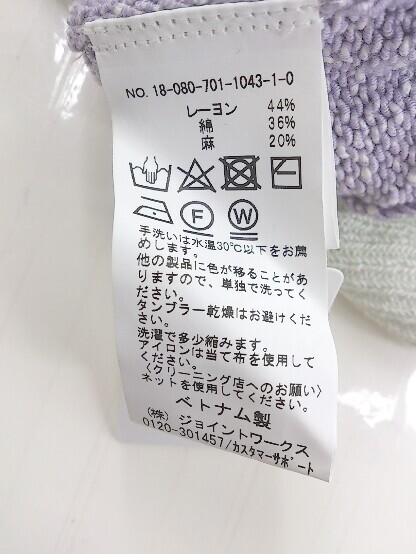 NO. 18-080-701-1043-1-0
レーヨン 44%
綿 36%
麻 20%
F W
手洗いは水温30℃以下をお薦
めします。
他の製品に色が移ることがあ
りますので、単独で洗ってく
ださい。
タンブラー乾燥はお避けくだ
さい。
洗濯で多少縮みます。
アイロンは当て布を使用して
ください。
〈クリーニング店へのお願い〉
ネットを使用してください。
ベトナム製
(株) ジョイントワークス
0120-301457/カスタマーサポート